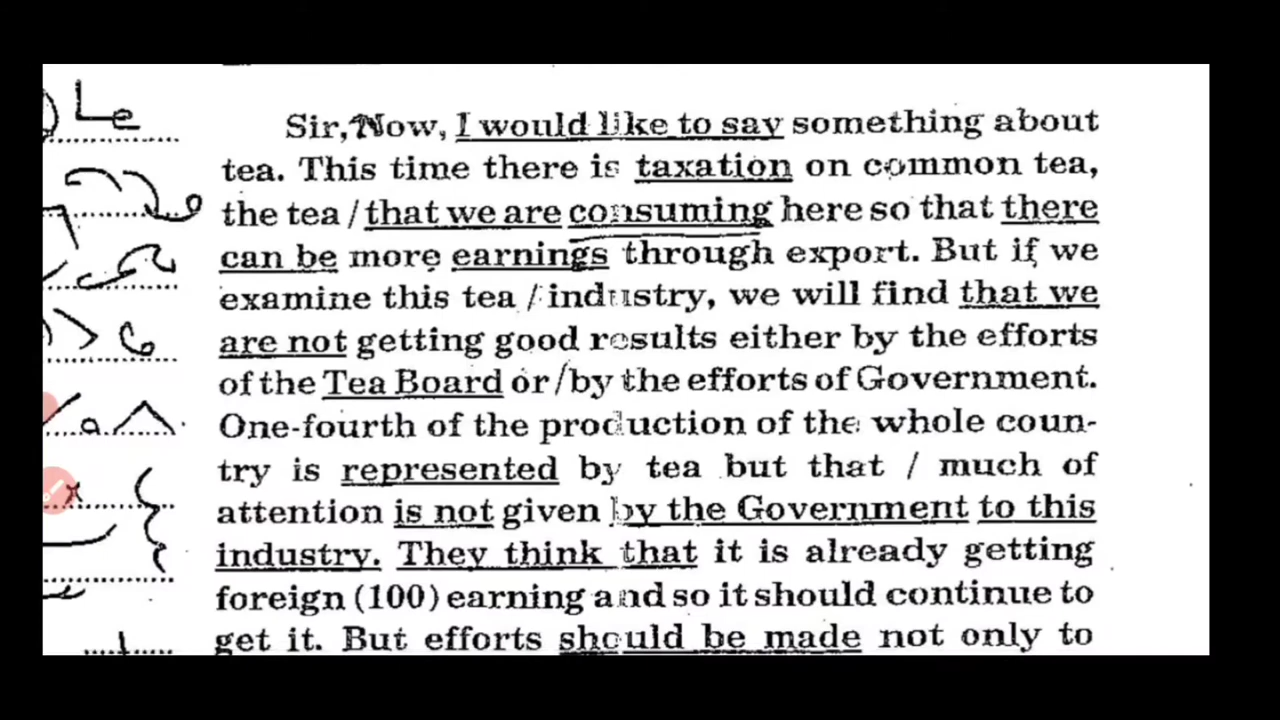 Sir, Now, I would like to say something about
tea. This time there is taxation on common tea,
the tea / that we are consuming here so that there
can be more earnings through export. But if we
examine this tea / industry, we will find that we
are not getting good results either by the efforts
of the Tea Board or / by the efforts of Government.
One-fourth of the production of the whole coun-
try is represented by tea but that / much of
attention is not given by the Government to this
industry. They think that it is already getting
foreign (100) earning and so it should continue to
get it. But efforts should be made not only to